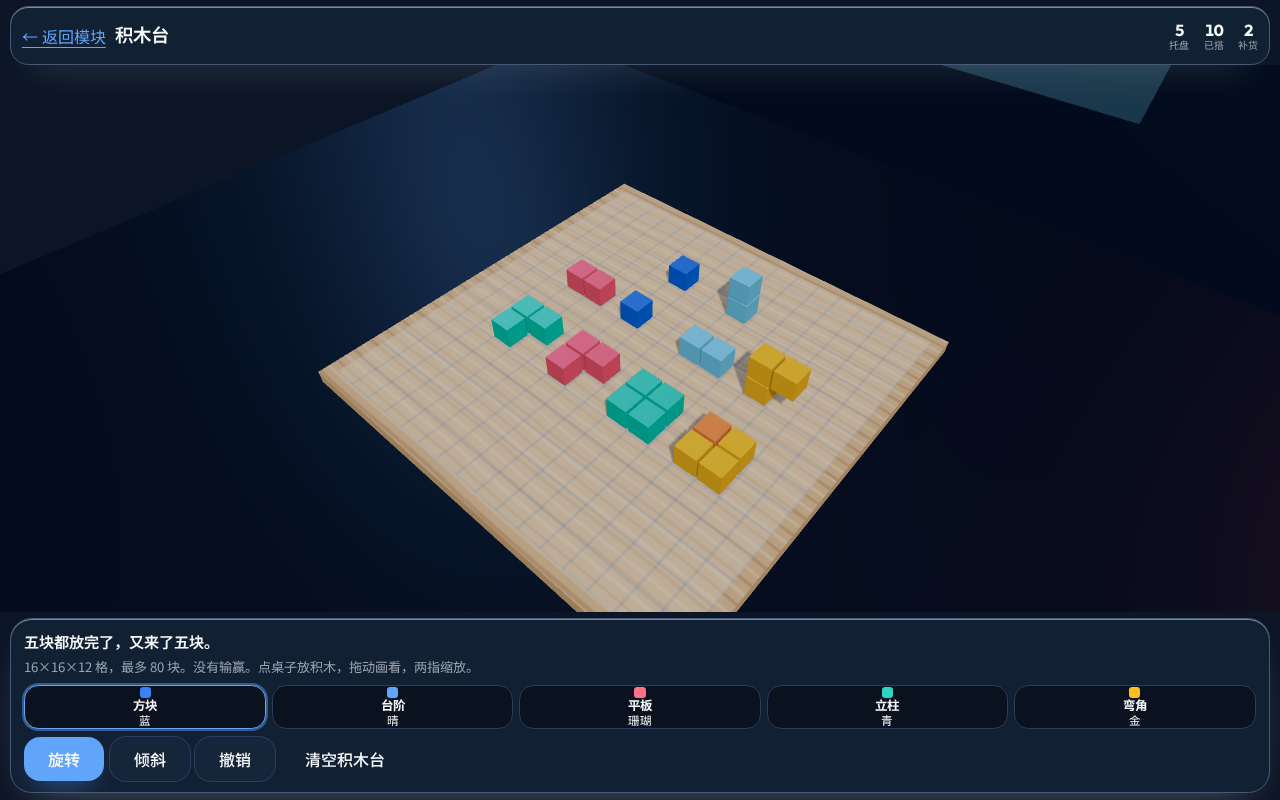 ← 返回模块 积木台
5 10 2
托盘 已搭 补货
五块都放完了，又来了五块。
16×16×12 格，最多 80 块。没有输赢。点桌子放积木，拖动画看，两指缩放。
方块 台阶 平板 立柱 弯角
蓝 晴 珊瑚 青 金
旋转 倾斜 撤销 清空积木台